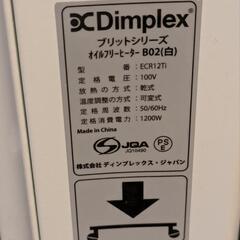 Dimplex®
ブリットシリーズ
オイルフリーヒーター B02(白)
型番 : ECR12Ti
定格電圧 : 100V
放熱の方式 : 乾式
温度調整の方式 : 可変式
定格周波数 : 50/60Hz
定格消費電力 : 1200W
Made in China
JQA
JQ10490
PS
E
株式会社ディンプレックス・ジャパン